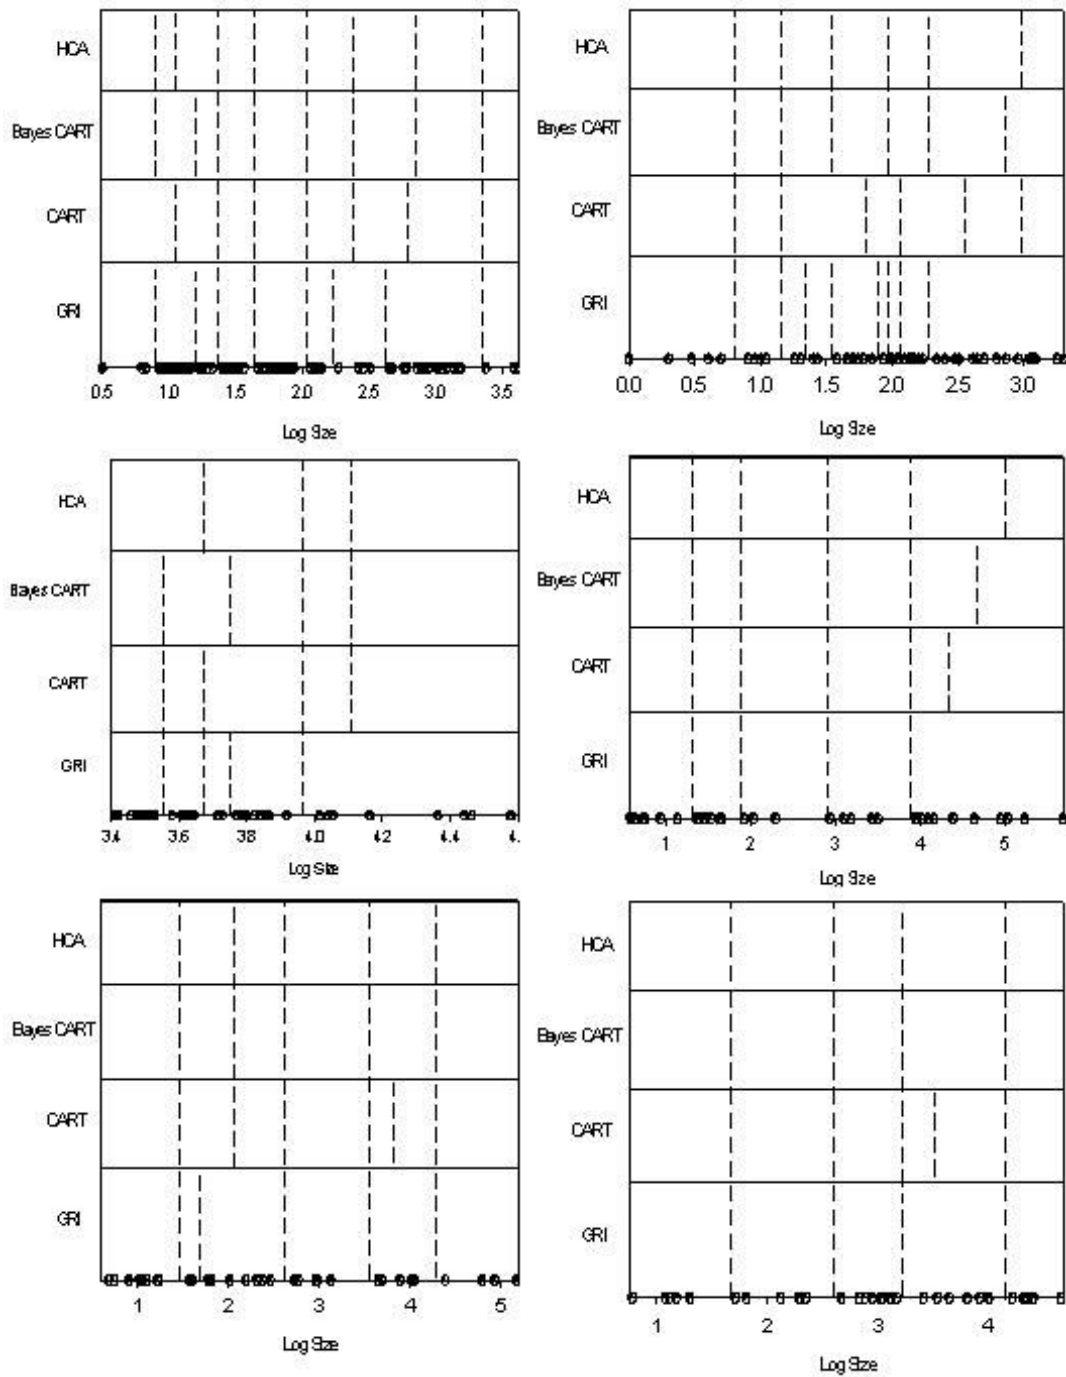 HCA
Bayes CART
CART
GRI
0.5 1.0 1.5 2.0 2.5 3.0 3.5
Log Size
HCA
Bayes CART
CART
GRI
0.0 0.5 1.0 1.5 2.0 2.5 3.0
Log Size
HCA
Bayes CART
CART
GRI
3.4 3.6 3.8 4.0 4.2 4.4 4.
Log Size
HCA
Bayes CART
CART
GRI
1 2 3 4 5
Log Size
HCA
Bayes CART
CART
GRI
1 2 3 4 5
Log Size
HCA
Bayes CART
CART
GRI
1 2 3 4
Log Size